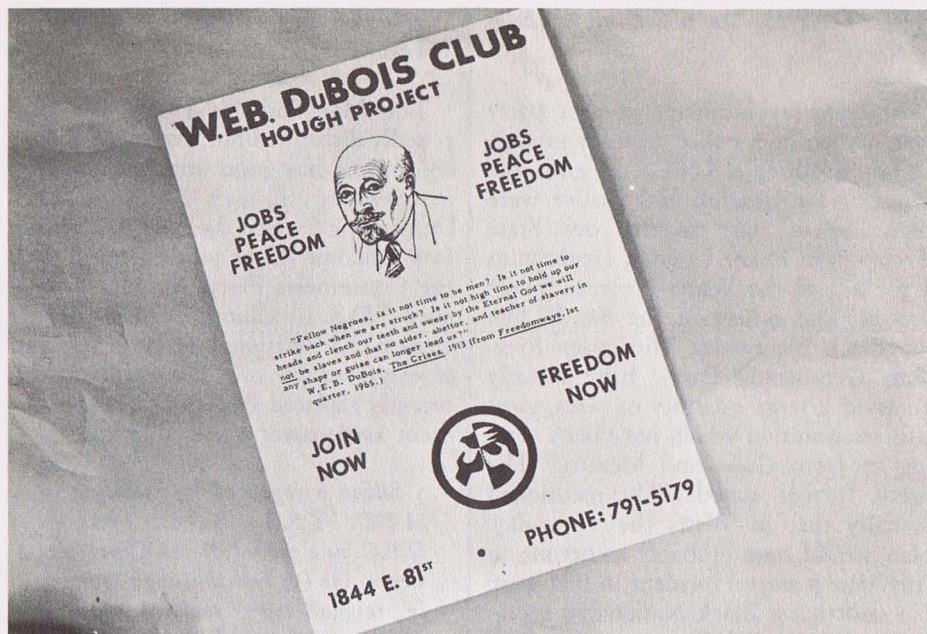 W.E.B. DuBOIS CLUB
HOUGH PROJECT
JOBS
PEACE
FREEDOM
JOBS
PEACE
FREEDOM
"Fellow Negroes, is it not time to be men? Is it not time to
strike back when we are struck? Is it not high time to hold up our
heads and clench our teeth and swear by the Eternal God we will
not be slaves and that no aider, abettor, and teacher of slavery in
any shape or guise can longer lead us?"
W.E.B. DuBois, The Crises, 1913 (from Freedomways, 1st
quarter, 1965.)
JOIN
NOW
FREEDOM
NOW
1844 E. 81ST • PHONE: 791-5179